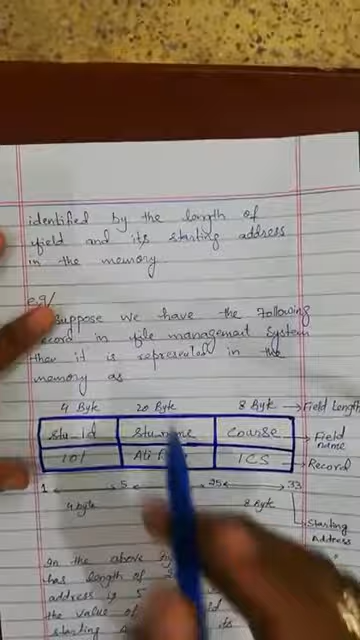 identified by the length of
field and its starting address
in the memory
e.g/
Suppose we have the following
record in file management system
then it is represented in the
memory as
4 Byte 20 Byte 8 Byte → Field Length
Stu_id Stu_name Course → Field name
101 ICS → Record
1 5 25 33
4 byte 8 Byte
Starting Address
In the above
has length of 2
address is 5
the value of
starting